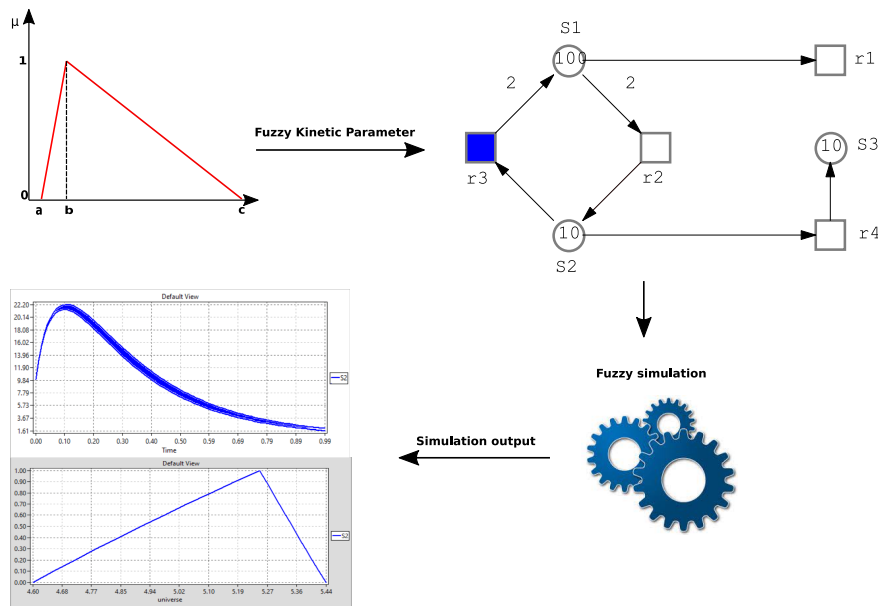 μ
1
0
a b c
Fuzzy Kinetic Parameter
S1
100
r1
2 2
r3
r2
10
S3
10
S2
r4
Fuzzy simulation
Simulation output
Default View
22.20
20.14
18.08
16.02
13.96
11.90
9.84
7.79
5.73
3.67
1.61
0.00 0.10 0.20 0.30 0.40 0.50 0.59 0.69 0.79 0.89 0.99
Time
S2
Default View
1.00
0.90
0.80
0.70
0.60
0.50
0.40
0.30
0.20
0.10
0.00
4.60 4.68 4.77 4.85 4.94 5.02 5.10 5.19 5.27 5.36 5.44
universe
S2